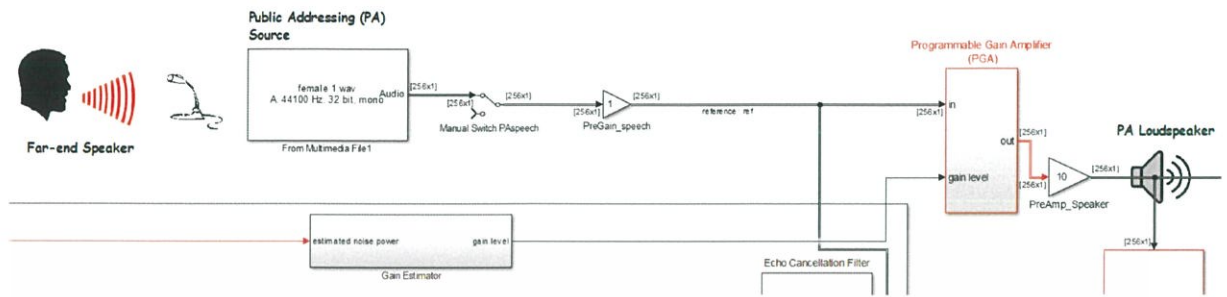 Public Addressing (PA)
Source
Far-end Speaker
female 1 wav
A: 44100 Hz, 32 bit, mono
Audio
From Multimedia File1
[256x1]
[256x1]
[256x1]
Manual Switch PAspeech
[256x1]
1
[256x1]
PreGain_speech
reference : ref
Programmable Gain Amplifier
(PGA)
in
[256x1]
out
gain level
[256x1]
[256x1]
10
[256x1]
PreAmp_Speaker
PA Loudspeaker
[256x1]
estimated noise power
gain level
Gain Estimator
Echo Cancellation Filter